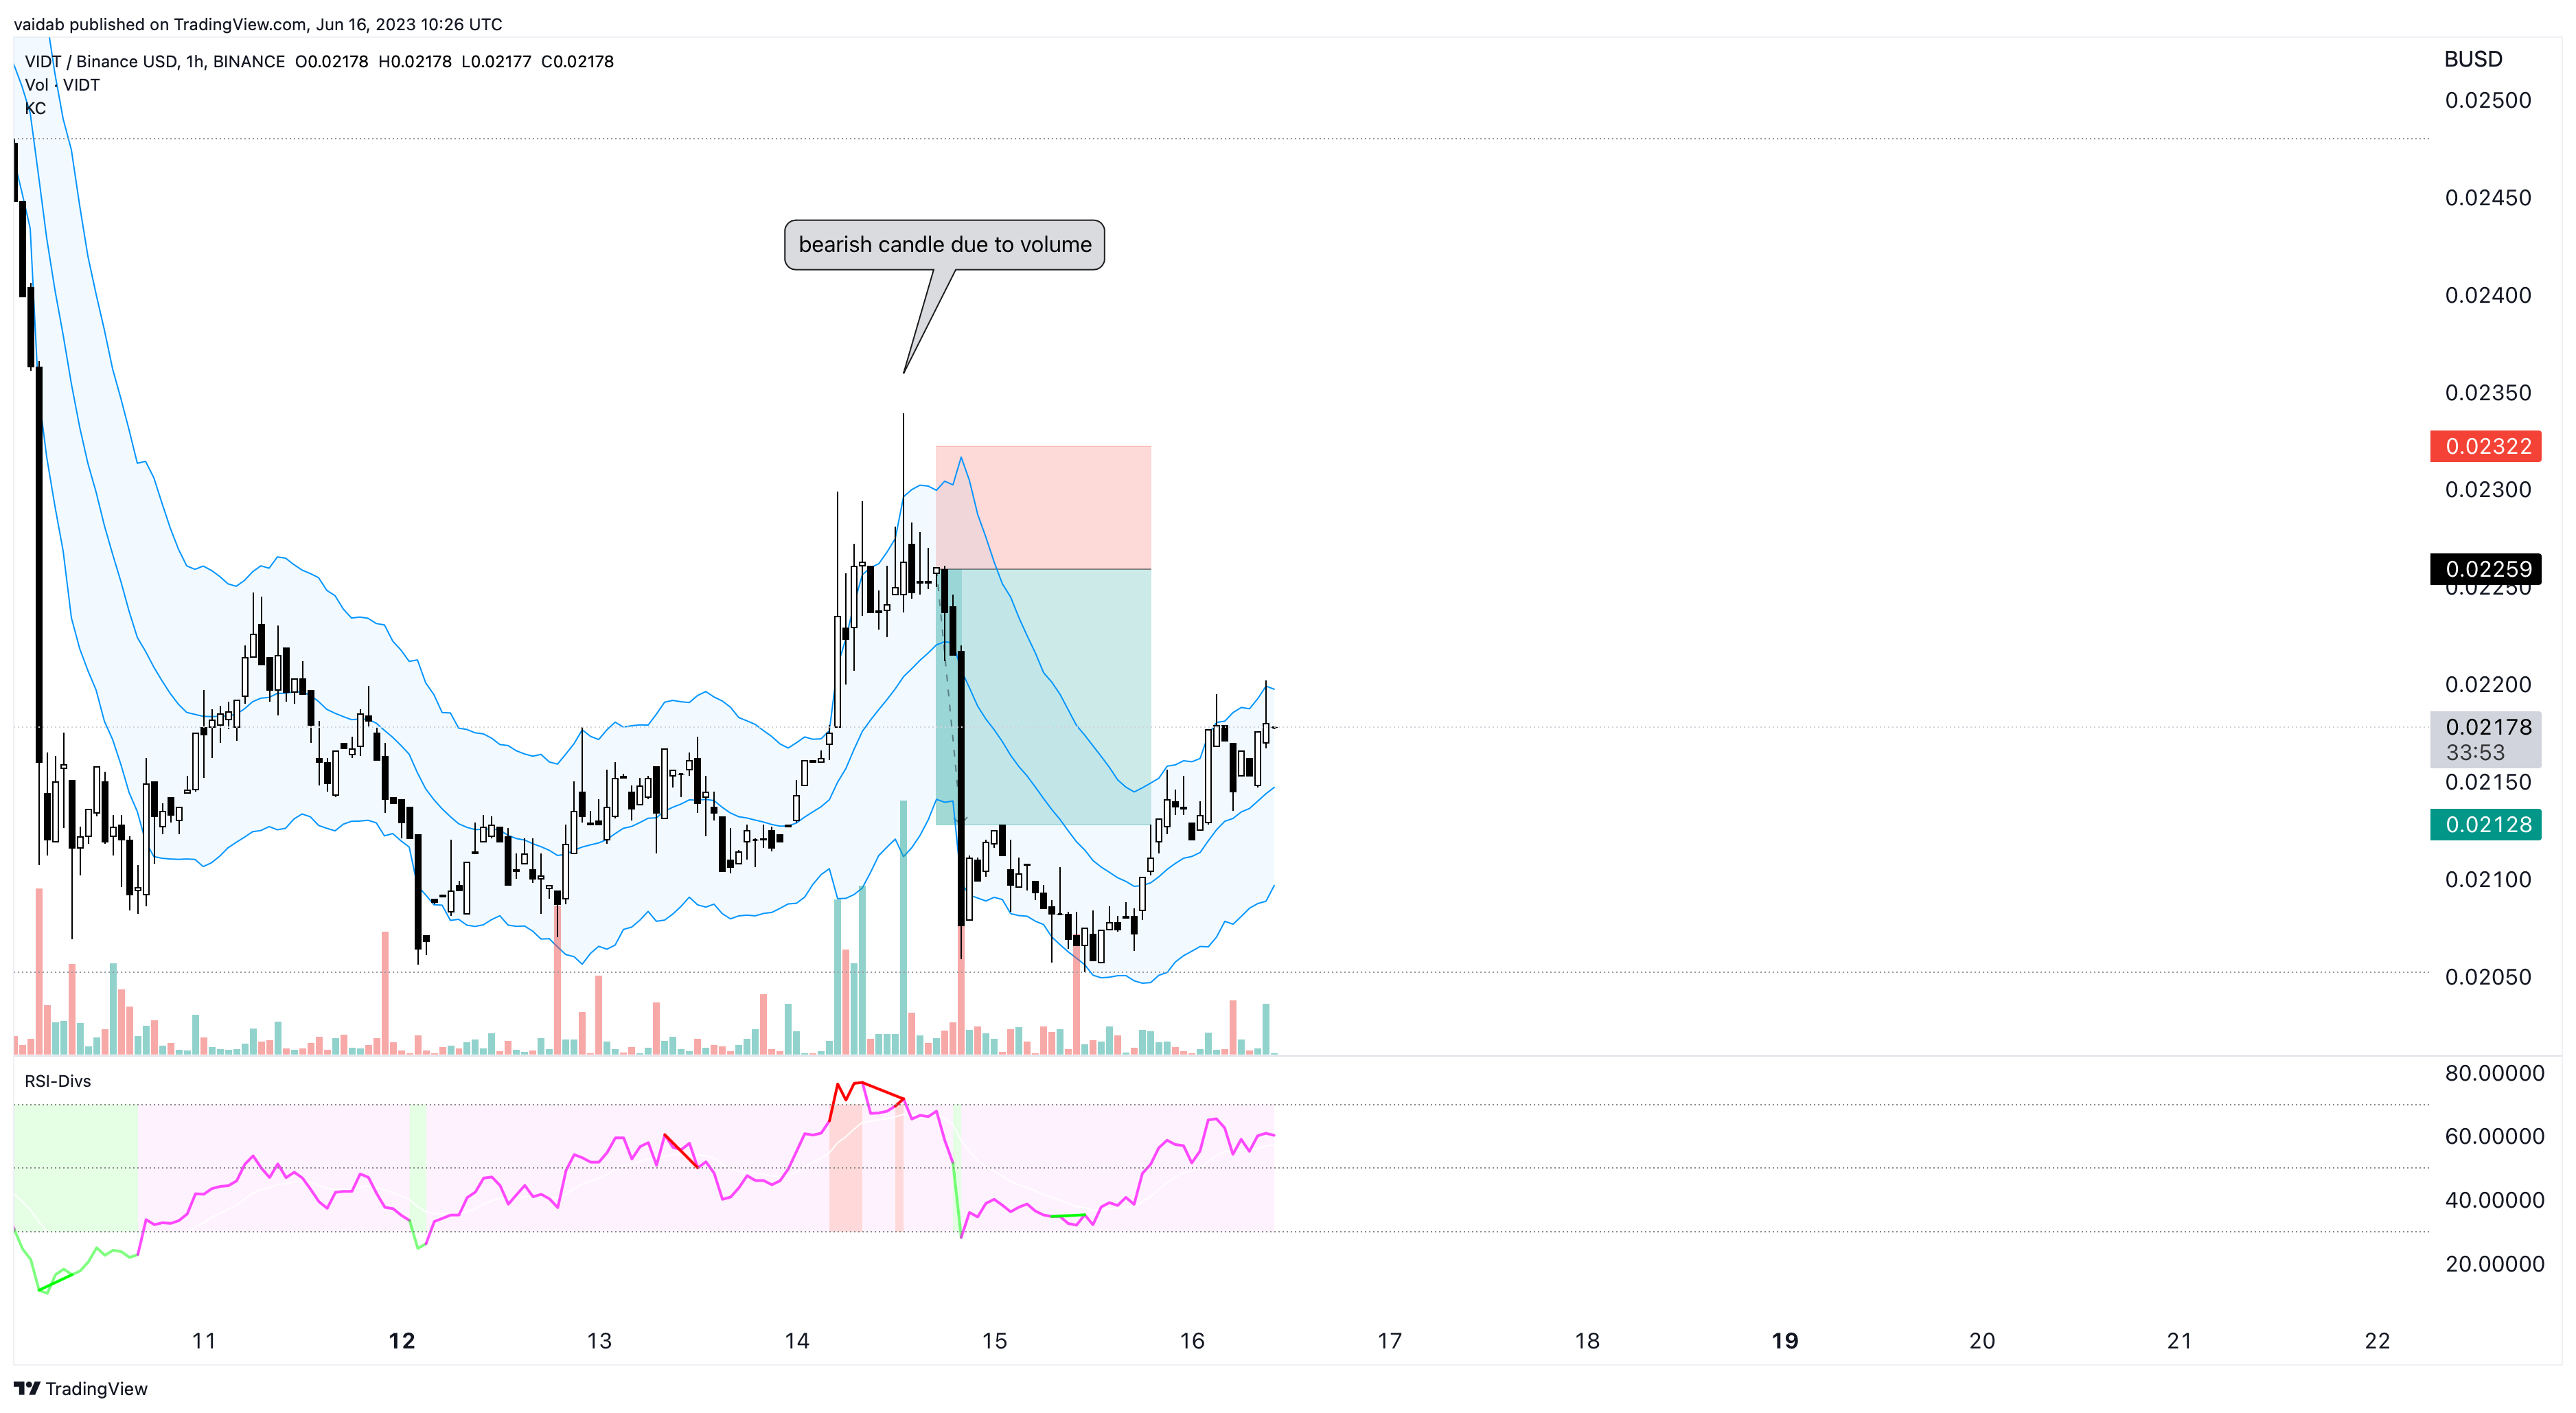 vaidab published on TradingView.com, Jun 16, 2023 10:26 UTC
VIDT / Binance USD, 1h, BINANCE O0.02178 H0.02178 L0.02177 C0.02178
Vol · VIDT
KC
BUSD
0.02500
0.02450
bearish candle due to volume
0.02400
0.02350
0.02322
0.02300
0.02259
0.02250
0.02200
0.02178
33:53
0.02150
0.02128
0.02100
0.02050
RSI-Divs
80.00000
60.00000
40.00000
20.00000
11 12 13 14 15 16 17 18 19 20 21 22
TradingView